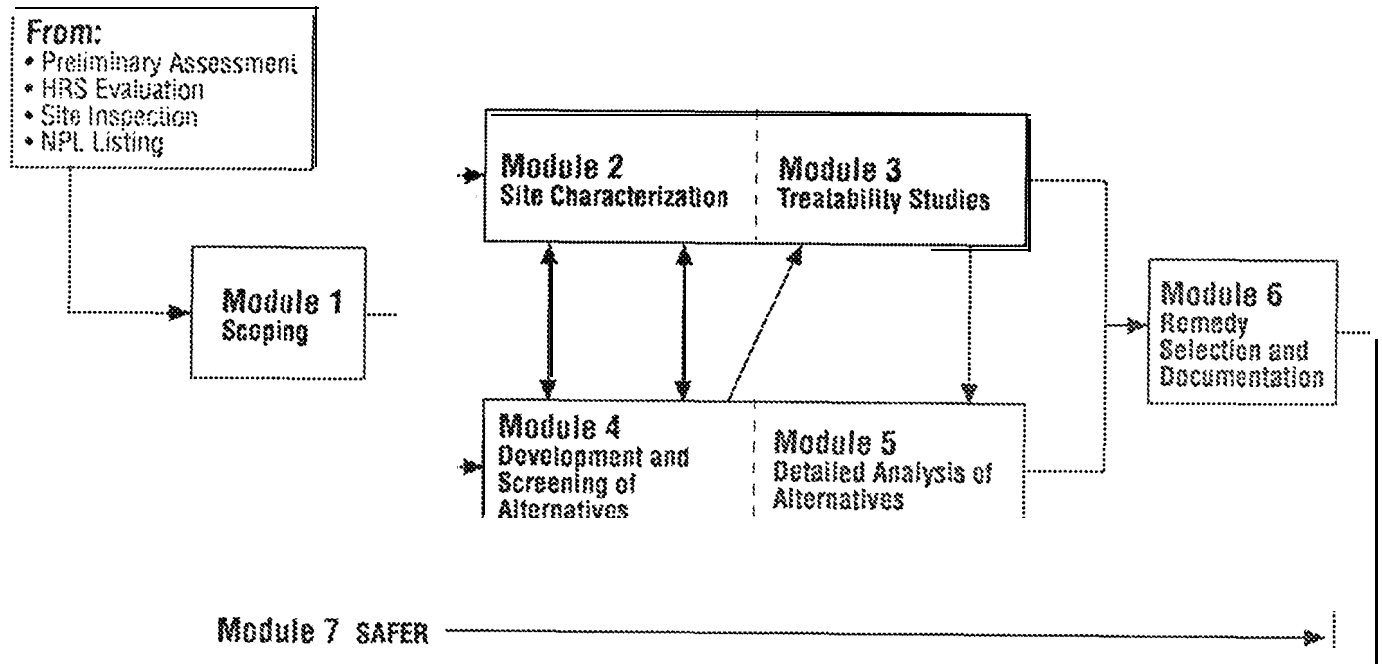 From:
• Preliminary Assessment
• HRS Evaluation
• Site Inspection
• NPL Listing
Module 1
Scoping
Module 2
Site Characterization
Module 3
Treatability Studies
Module 4
Development and
Screening of
Alternatives
Module 5
Detailed Analysis of
Alternatives
Module 6
Remedy
Selection and
Documentation
Module 7 SAFER